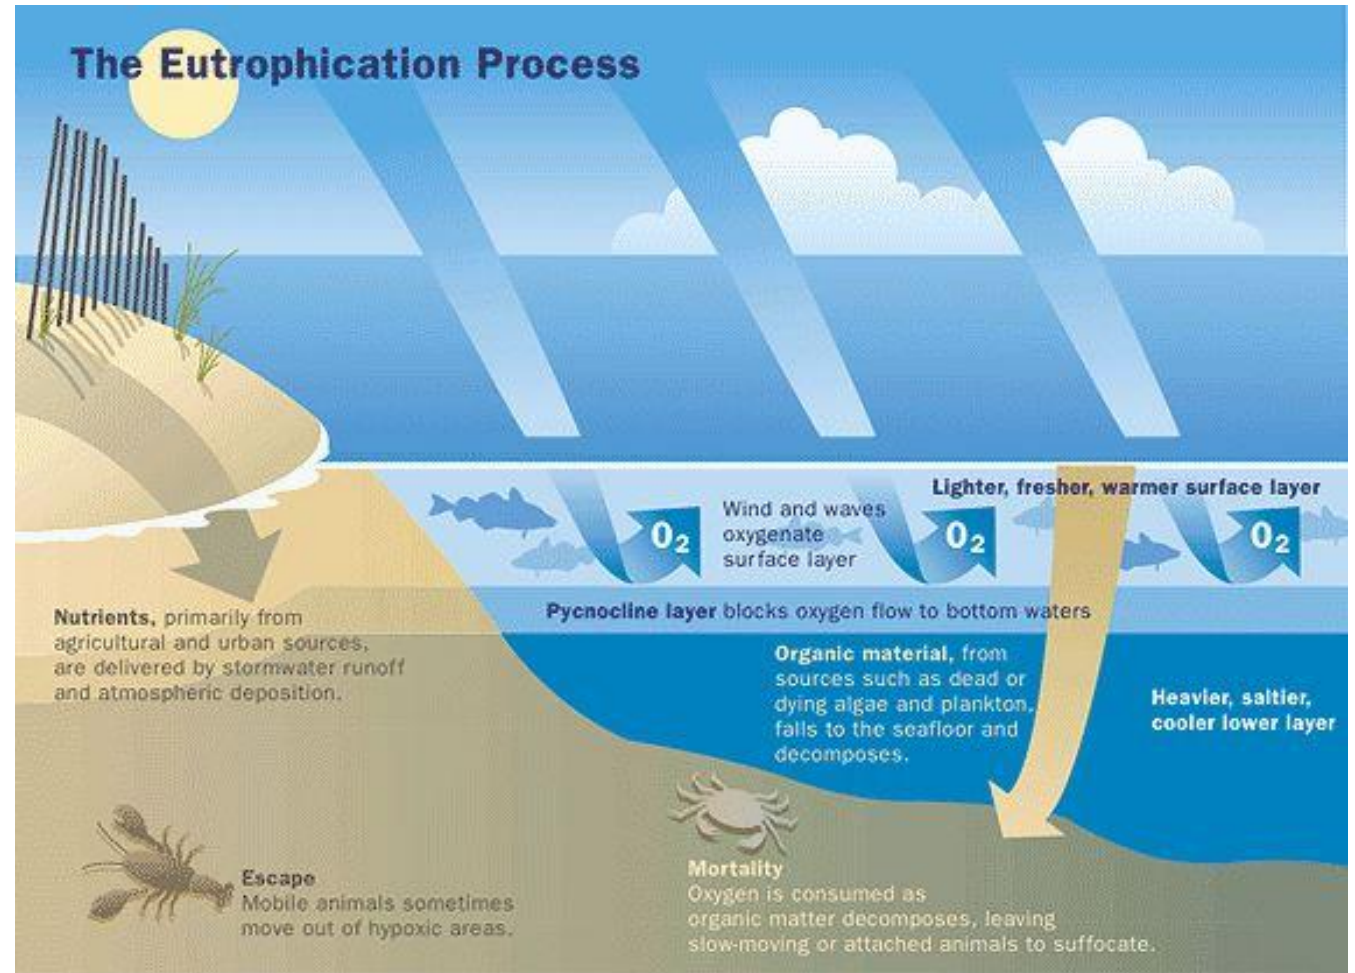 The Eutrophication Process
Lighter, fresher, warmer surface layer
Wind and waves
oxygenate
surface layer
O₂
O₂
O₂
Pycnocline layer blocks oxygen flow to bottom waters
Nutrients, primarily from
agricultural and urban sources,
are delivered by stormwater runoff
and atmospheric deposition.
Organic material, from
sources such as dead or
dying algae and plankton,
falls to the seafloor and
decomposes.
Heavier, saltier,
cooler lower layer
Escape
Mobile animals sometimes
move out of hypoxic areas.
Mortality
Oxygen is consumed as
organic matter decomposes, leaving
slow-moving or attached animals to suffocate.